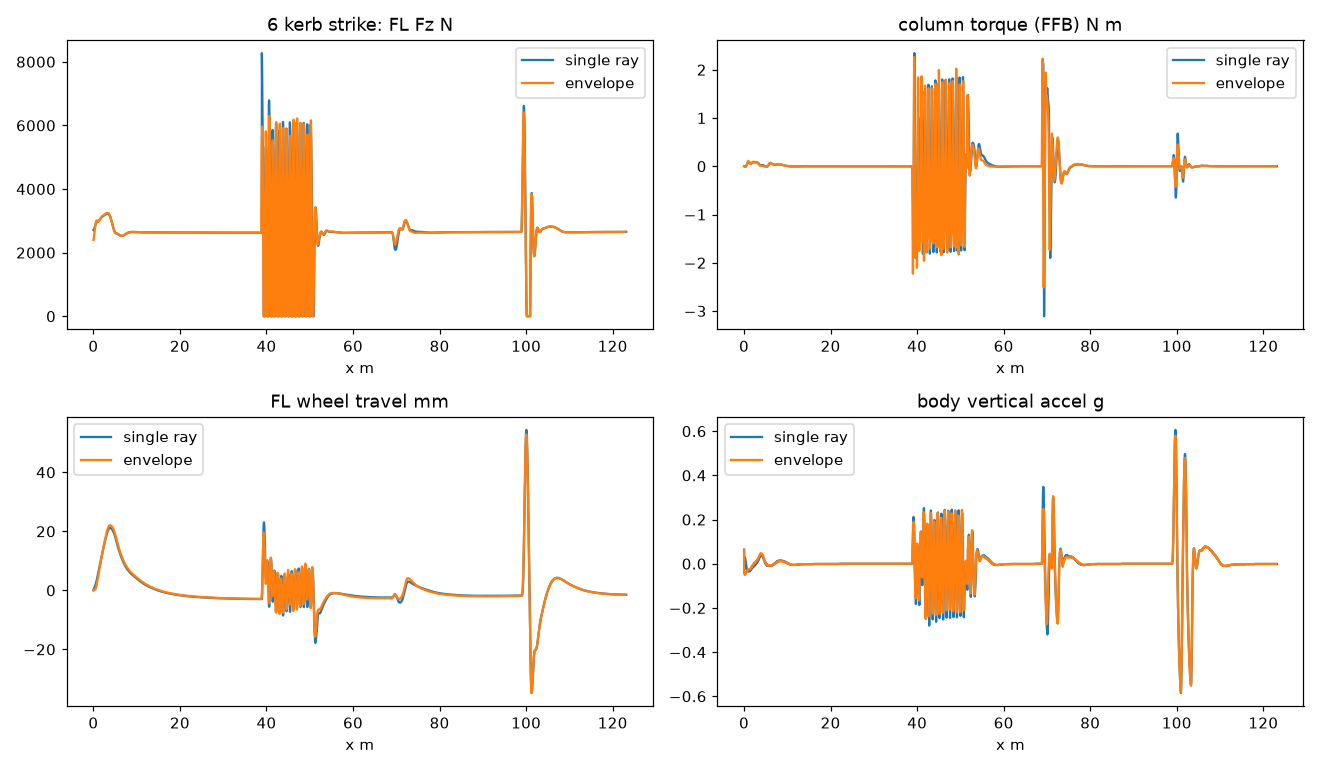 6 kerb strike: FL Fz N
single ray
envelope
8000
6000
4000
2000
0
0 20 40 60 80 100 120
x m
column torque (FFB) N m
single ray
envelope
2
1
0
−1
−2
−3
0 20 40 60 80 100 120
x m
FL wheel travel mm
single ray
envelope
40
20
0
−20
0 20 40 60 80 100 120
x m
body vertical accel g
single ray
envelope
0.6
0.4
0.2
0.0
−0.2
−0.4
−0.6
0 20 40 60 80 100 120
x m